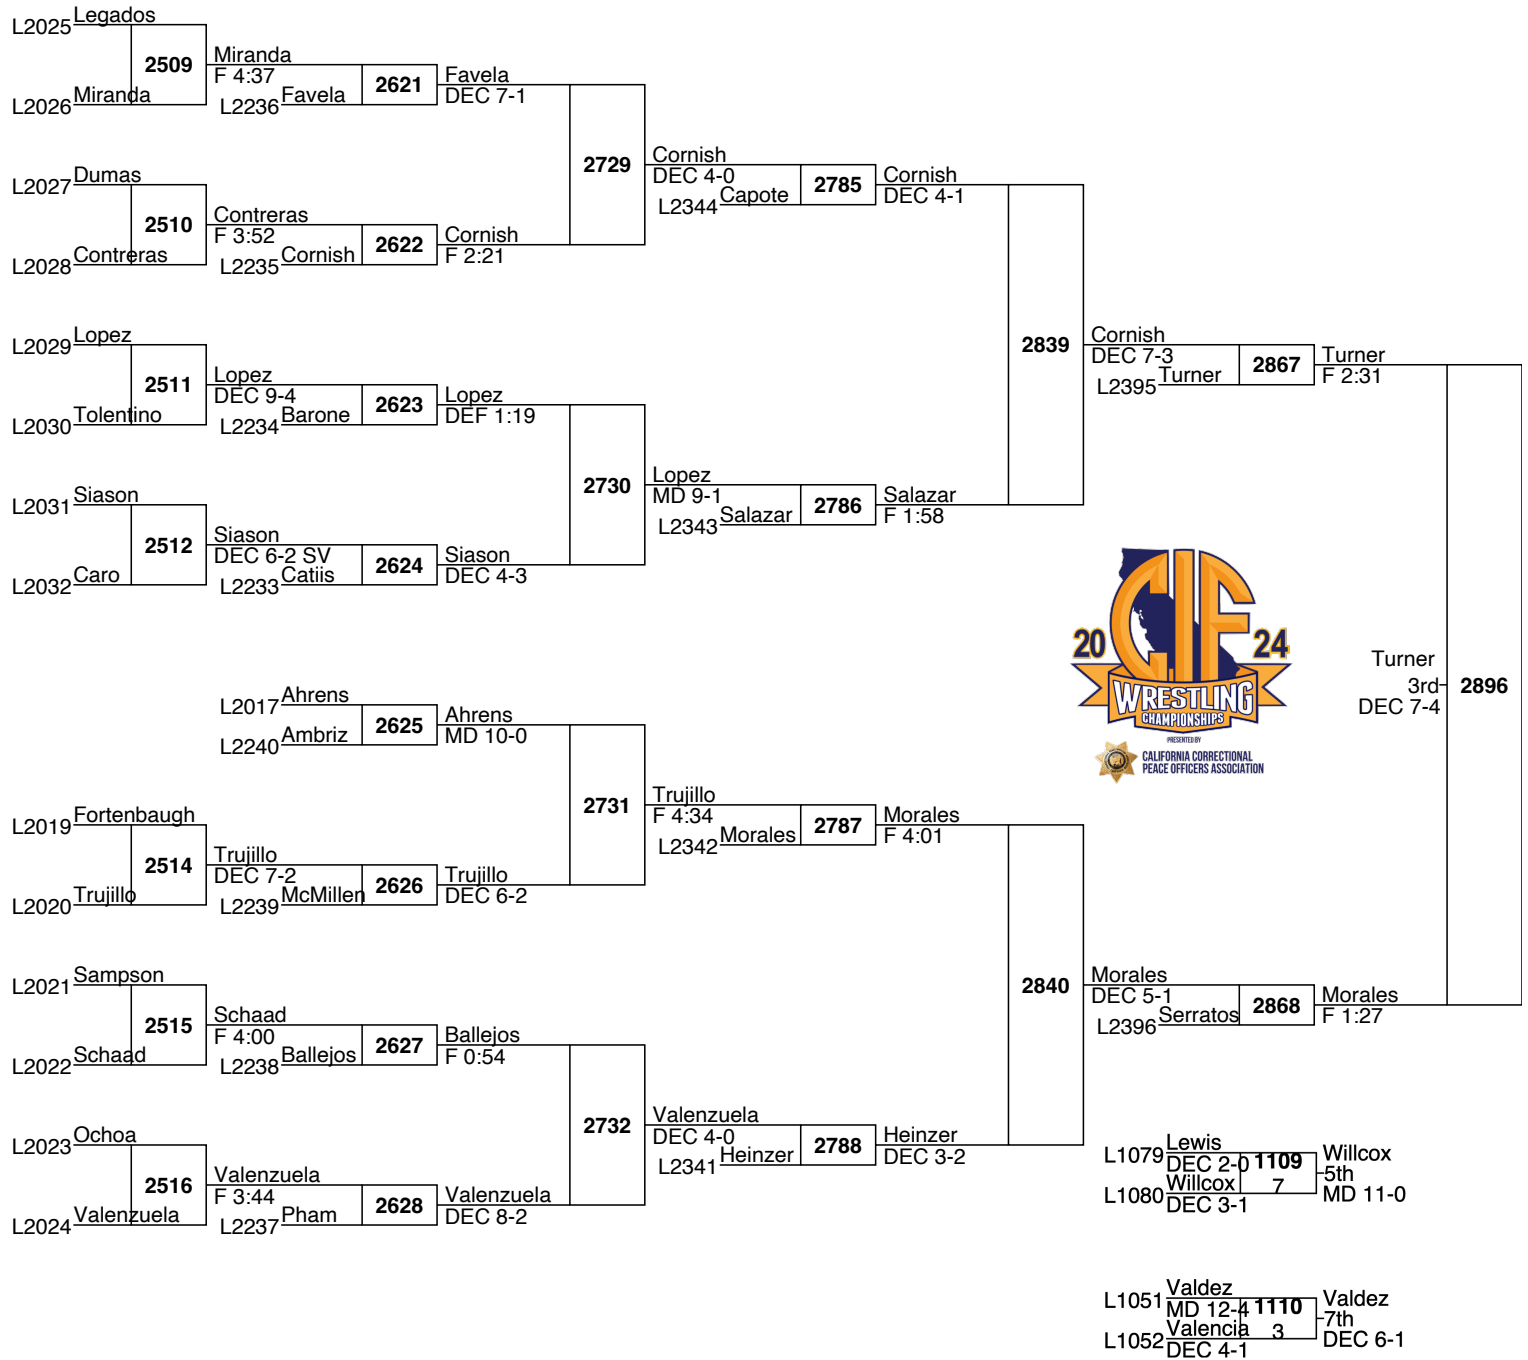 Legados
L2025
2509
Miranda
F 4:37
Miranda
L2026
L2236
Favela
2621
Favela
DEC 7-1
2729
Dumas
L2027
2510
Contreras
F 3:52
Contreras
L2028
L2235
Cornish
2622
Cornish
F 2:21
Cornish
DEC 4-0
L2344
Capote
2785
Cornish
DEC 4-1
Lopez
L2029
2511
Lopez
DEC 9-4
Tolentino
L2030
L2234
Barone
2623
Lopez
DEF 1:19
2730
Siason
L2031
2512
Siason
DEC 6-2 SV
Caro
L2032
L2233
Catiis
2624
Siason
DEC 4-3
Lopez
MD 9-1
L2343
Salazar
2786
Salazar
F 1:58
2839
Cornish
DEC 7-3
L2395
Turner
2867
Turner
F 2:31
20
CIF
24
WRESTLING
CHAMPIONSHIPS
PRESENTED BY
CALIFORNIA CORRECTIONAL
PEACE OFFICERS ASSOCIATION
Turner
3rd
DEC 7-4
2896
L2017
Ahrens
L2240
Ambriz
2625
Ahrens
MD 10-0
2731
L2019
Fortenbaugh
2514
Trujillo
DEC 7-2
L2020
Trujillo
L2239
McMillen
2626
Trujillo
DEC 6-2
Trujillo
F 4:34
L2342
Morales
2787
Morales
F 4:01
L2021
Sampson
2515
Schaad
F 4:00
L2022
Schaad
L2238
Ballejos
2627
Ballejos
F 0:54
2732
L2023
Ochoa
2516
Valenzuela
F 3:44
L2024
Valenzuela
L2237
Pham
2628
Valenzuela
DEC 8-2
Valenzuela
DEC 4-0
L2341
Heinzer
2788
Heinzer
DEC 3-2
2840
Morales
DEC 5-1
L2396
Serratos
2868
Morales
F 1:27
L1079
Lewis
DEC 2-0
1109
7
L1080
Willcox
DEC 3-1
Willcox
5th
MD 11-0
L1051
Valdez
MD 12-4
1110
3
L1052
Valencia
DEC 4-1
Valdez
7th
DEC 6-1